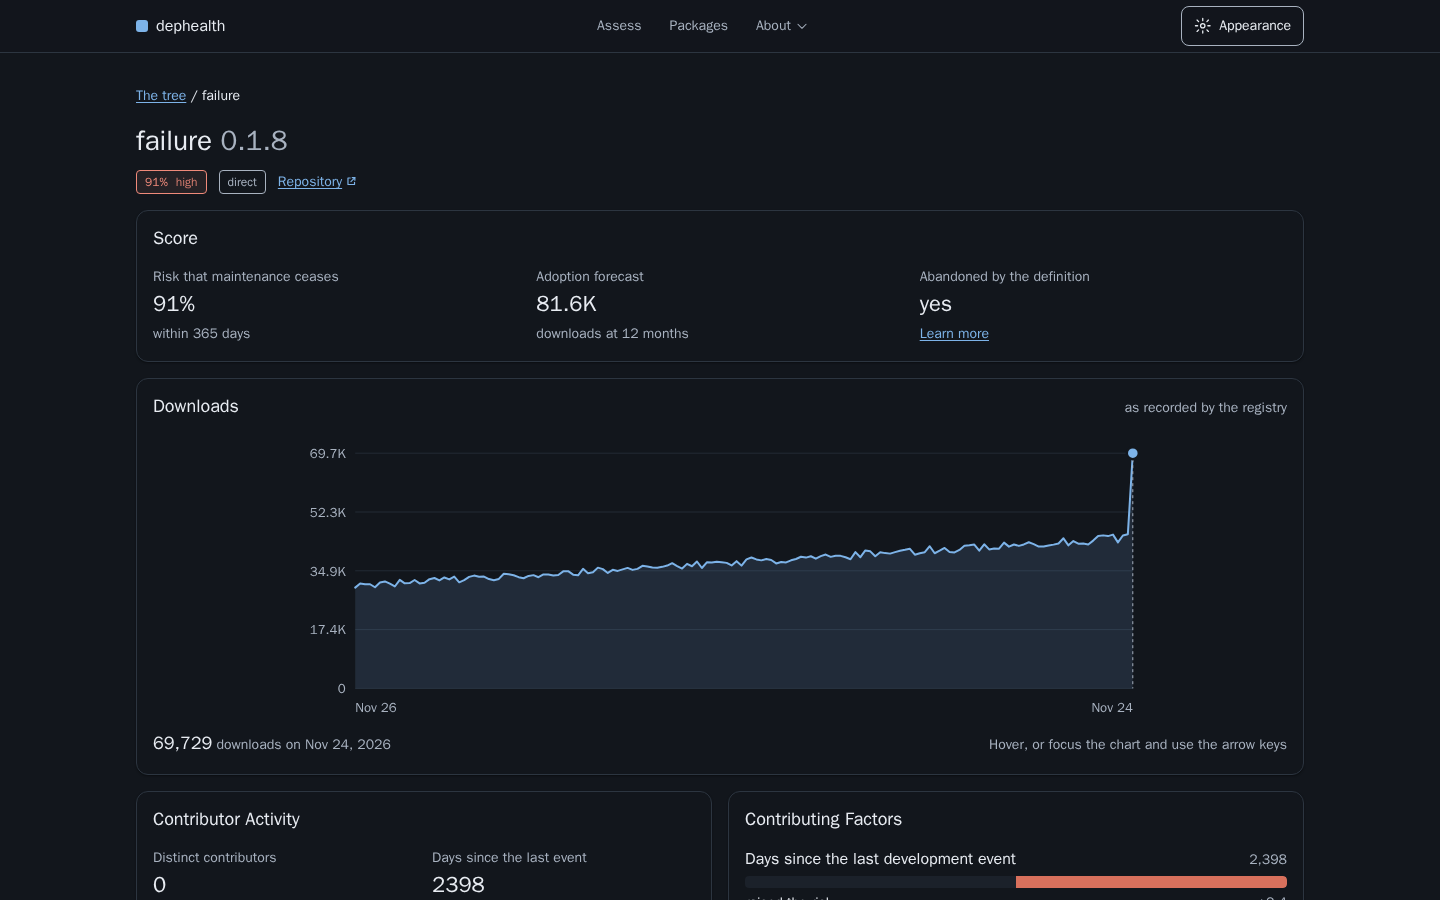 dephealth
Assess
Packages
About
Appearance
The tree / failure
failure 0.1.8
91% high
direct
Repository
Score
Risk that maintenance ceases
91%
within 365 days
Adoption forecast
81.6K
downloads at 12 months
Abandoned by the definition
yes
Learn more
Downloads
as recorded by the registry
69.7K
52.3K
34.9K
17.4K
0
Nov 26
Nov 24
69,729 downloads on Nov 24, 2026
Hover, or focus the chart and use the arrow keys
Contributor Activity
Distinct contributors
0
Days since the last event
2398
Contributing Factors
Days since the last development event
2,398